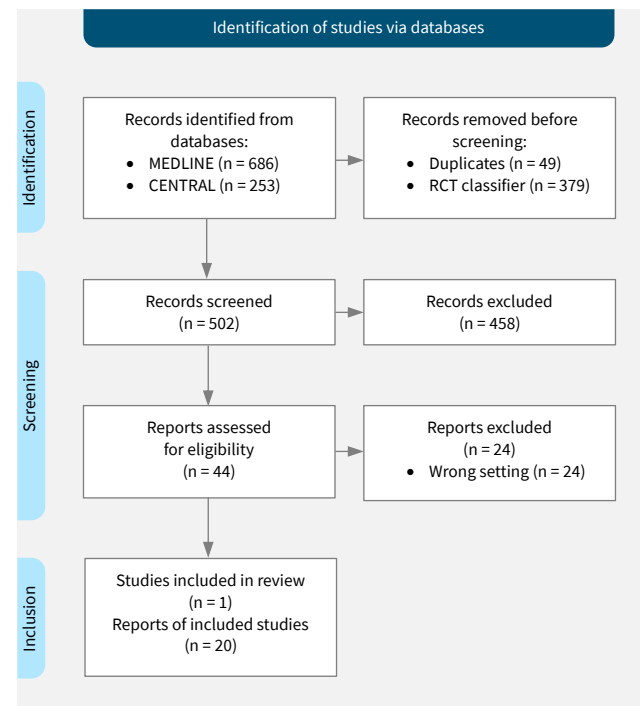 Identification of studies via databases
Identification
Records identified from
databases:
• MEDLINE (n = 686)
• CENTRAL (n = 253)
Records removed before
screening:
• Duplicates (n = 49)
• RCT classifier (n = 379)
Screening
Records screened
(n = 502)
Records excluded
(n = 458)
Reports assessed
for eligibility
(n = 44)
Reports excluded
(n = 24)
• Wrong setting (n = 24)
Inclusion
Studies included in review
(n = 1)
Reports of included studies
(n = 20)